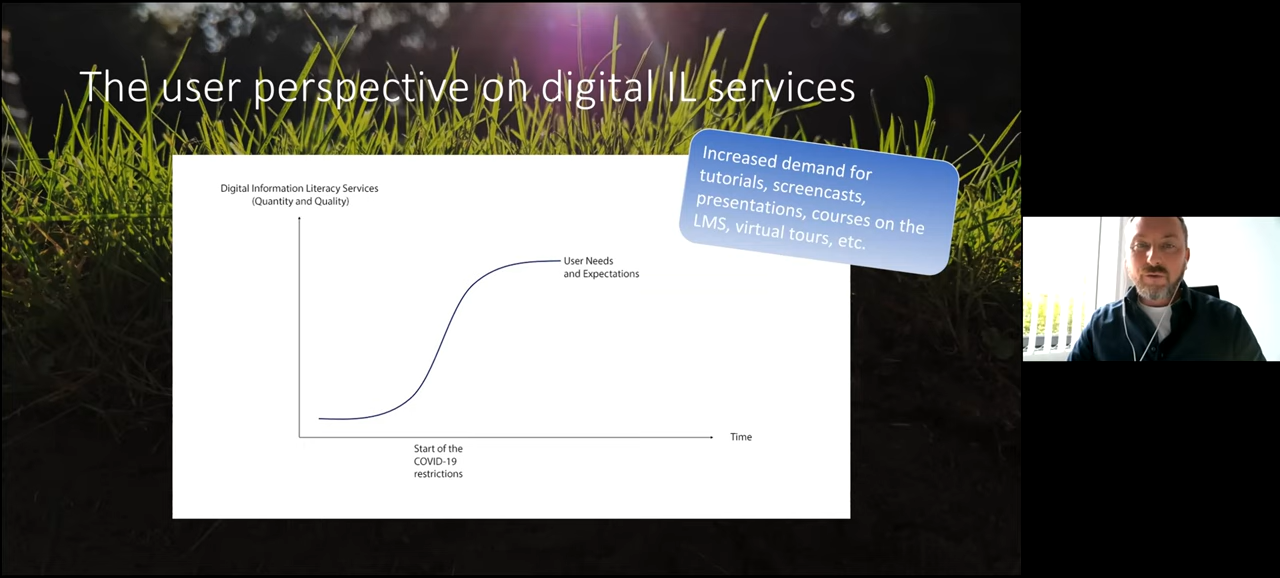 The user perspective on digital IL services
Increased demand for
tutorials, screencasts,
presentations, courses on the
LMS, virtual tours, etc.
Digital Information Literacy Services
(Quantity and Quality)
User Needs
and Expectations
Time
Start of the
COVID-19
restrictions